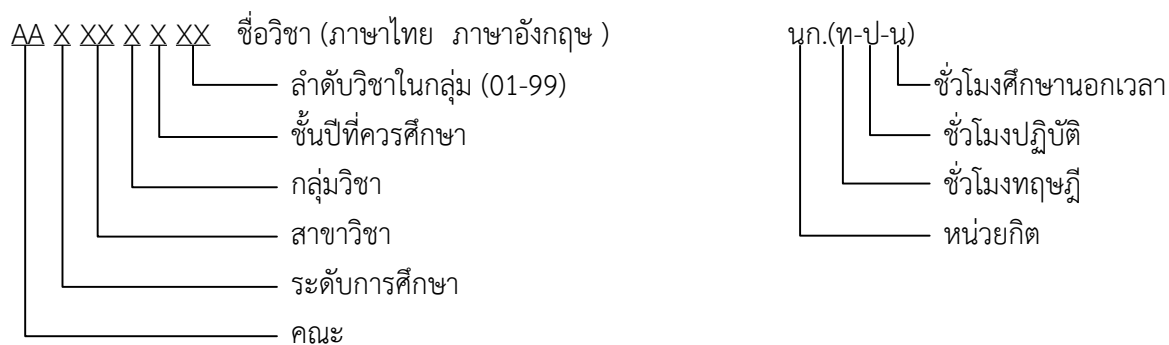 AA X XX X X XX ชื่อวิชา (ภาษาไทย ภาษาอังกฤษ ) นก.(ท-ป-น)
ลำดับวิชาในกลุ่ม (01-99) ชั่วโมงศึกษานอกเวลา
ชั้นปีที่ควรศึกษา ชั่วโมงปฏิบัติ
กลุ่มวิชา ชั่วโมงทฤษฎี
สาขาวิชา หน่วยกิต
ระดับการศึกษา
คณะ